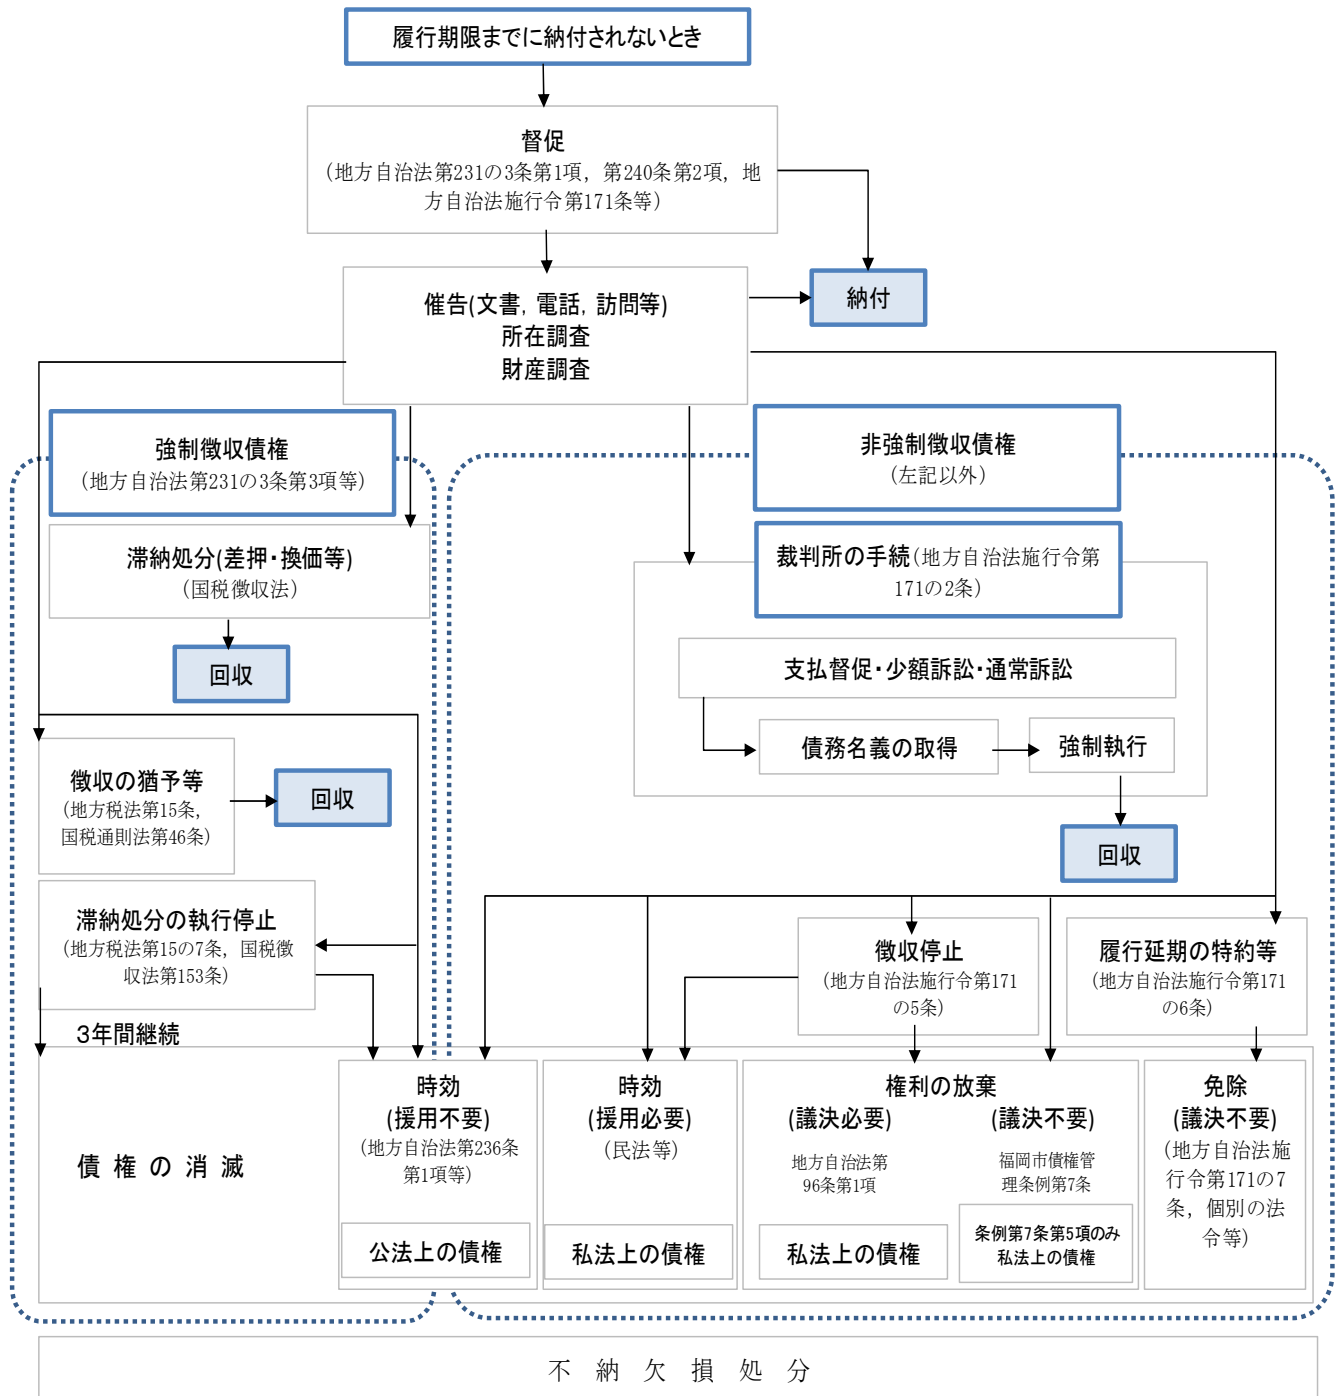 履行期限までに納付されないとき
督促
(地方自治法第231の3条第1項，第240条第2項，地
方自治法施行令第171条等)
催告(文書，電話，訪問等)
所在調査
財産調査
納付
強制徴収債権
(地方自治法第231の3条第3項等)
非強制徴収債権
(左記以外)
滞納処分(差押・換価等)
(国税徴収法)
回収
裁判所の手続(地方自治法施行令第
171の2条)
支払督促・少額訴訟・通常訴訟
債務名義の取得
強制執行
回収
徴収の猶予等
(地方税法第15条，
国税通則法第46条)
回収
滞納処分の執行停止
(地方税法第15の7条，国税徴
収法第153条)
3年間継続
徴収停止
(地方自治法施行令第171
の5条)
履行延期の特約等
(地方自治法施行令第171
の6条)
債権の消滅
時効
(援用不要)
(地方自治法第236条
第1項等)
公法上の債権
時効
(援用必要)
(民法等)
私法上の債権
権利の放棄
(議決必要)
地方自治法第
96条第1項
私法上の債権
(議決不要)
福岡市債権管
理条例第7条
条例第7条第5項のみ
私法上の債権
免除
(議決不要)
(地方自治法施
行令第171の7
条，個別の法
令等)
不納欠損処分